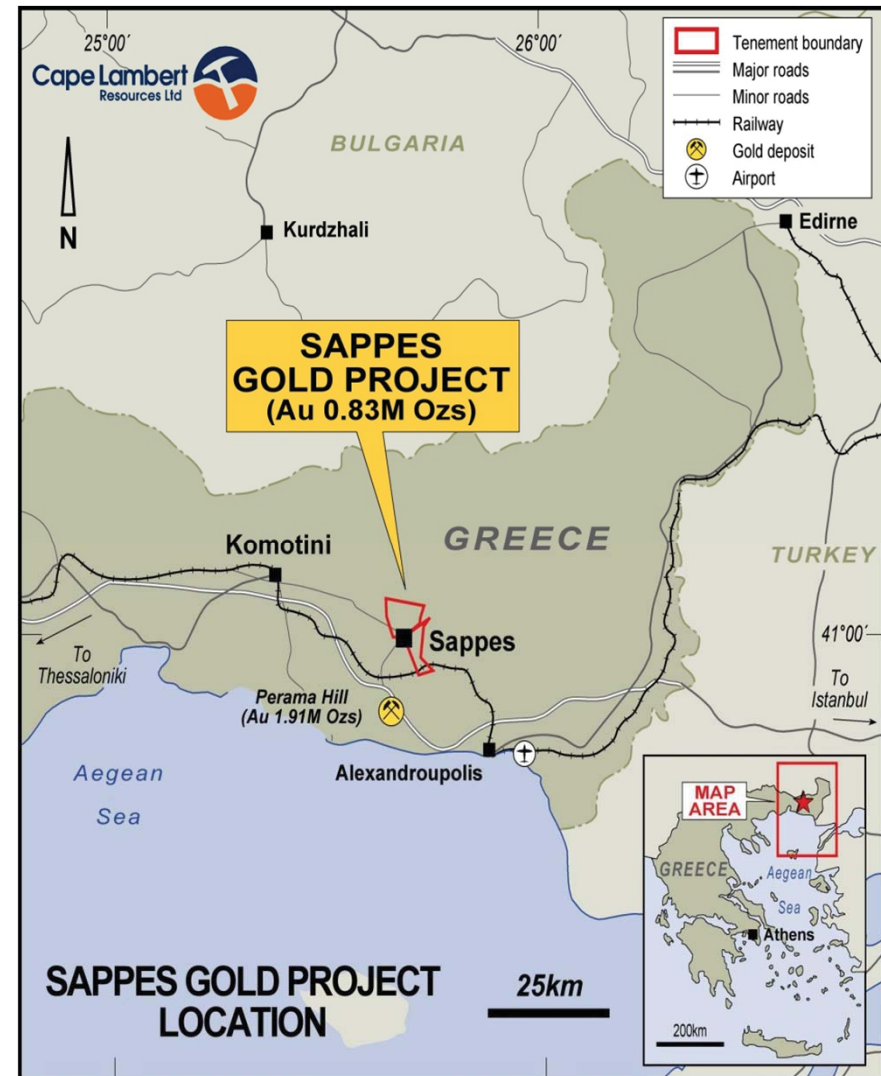 25°00'
26°00'
Cape Lambert
Resources Ltd
Tenement boundary
Major roads
Minor roads
Railway
Gold deposit
Airport
N
BULGARIA
Kurdzhali
Edirne
SAPPES
GOLD PROJECT
(Au 0.83M Ozs)
GREECE
Komotini
TURKEY
Sappes
41°00'
To
Thessaloniki
To
Istanbul
Perama Hill
(Au 1.91M Ozs)
Alexandroupolis
Aegean
Sea
MAP
AREA
GREECE
Aegean
Sea
Athens
200km
SAPPES GOLD PROJECT
LOCATION
25km